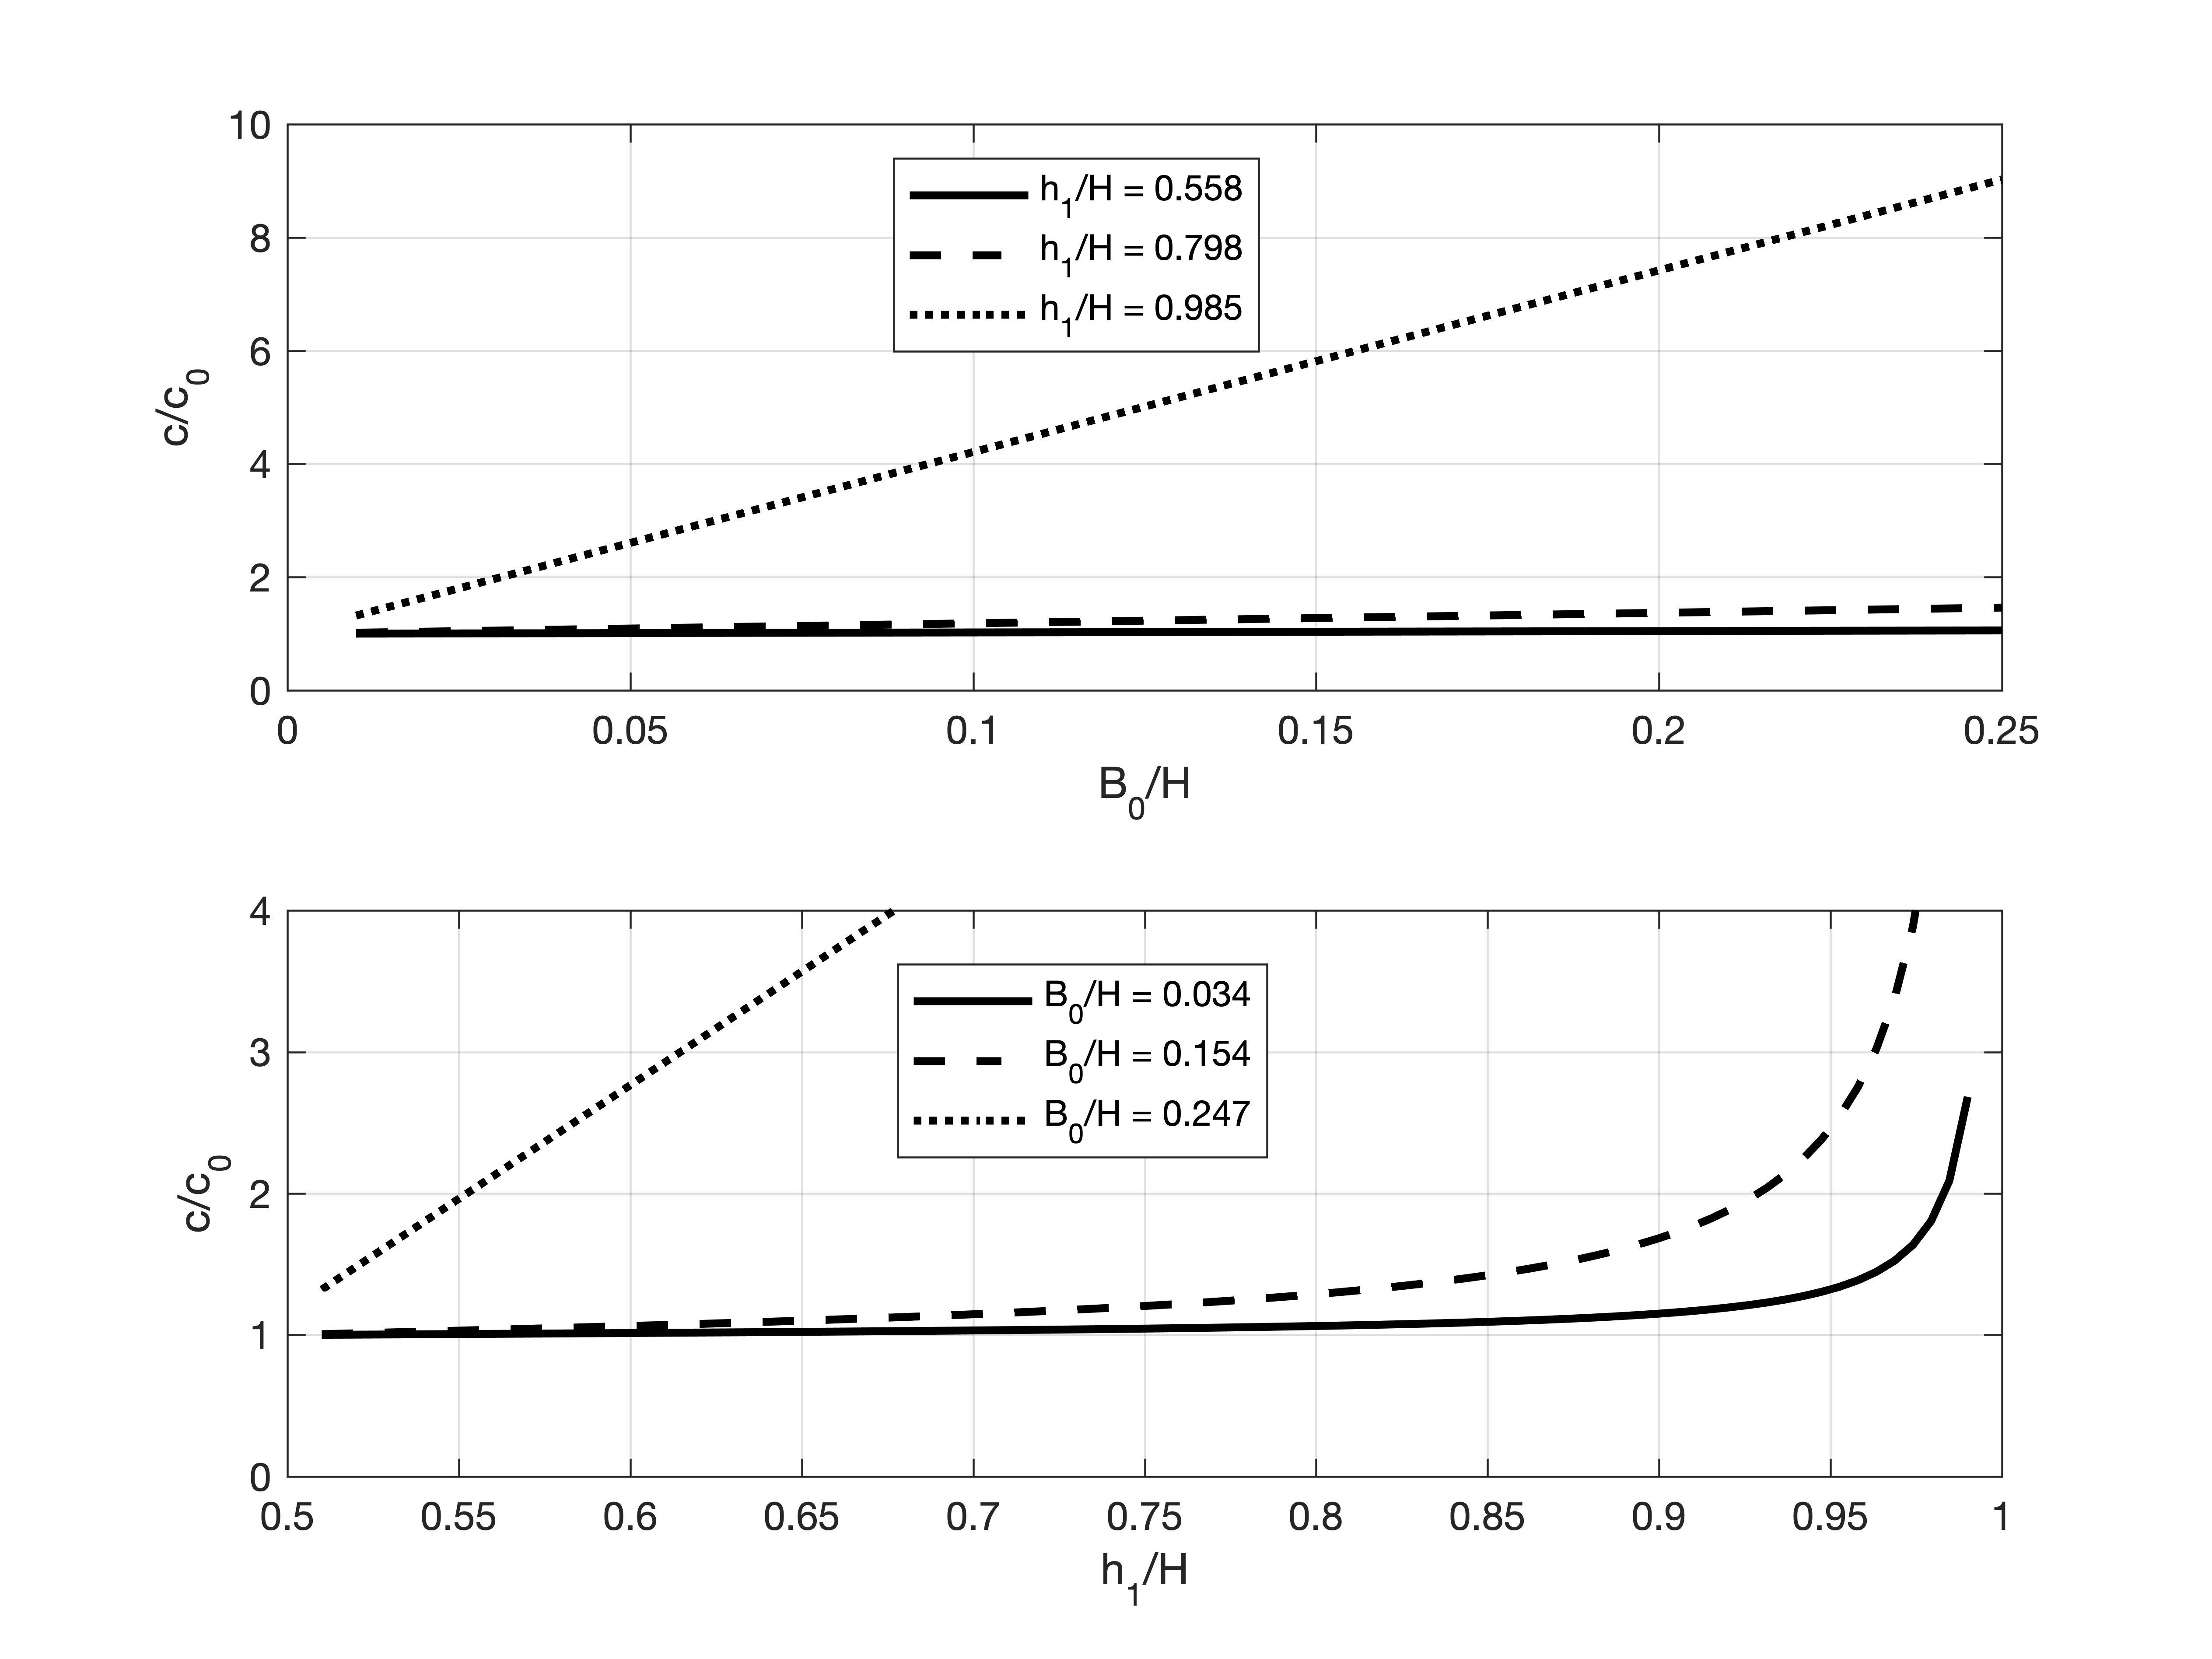 10
8
6
4
2
0
c/c0
h1/H = 0.558
h1/H = 0.798
h1/H = 0.985
0 0.05 0.1 0.15 0.2 0.25
B0/H
4
3
2
1
0
c/c0
B0/H = 0.034
B0/H = 0.154
B0/H = 0.247
0.5 0.55 0.6 0.65 0.7 0.75 0.8 0.85 0.9 0.95 1
h1/H